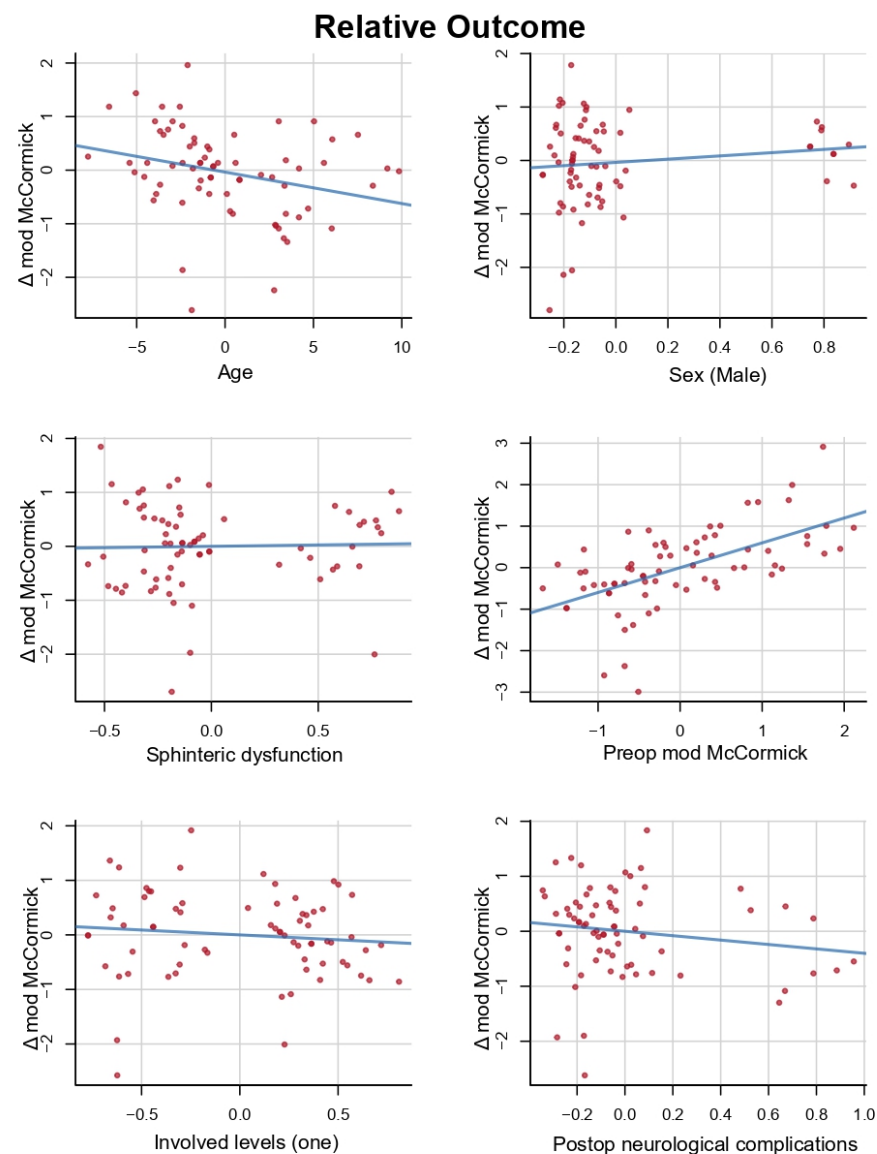 Relative Outcome
2
1
0
−1
−2
Δ mod McCormick
−5 0 5 10
Age
2
1
0
−1
−2
Δ mod McCormick
−0.2 0.0 0.2 0.4 0.6 0.8
Sex (Male)
2
1
0
−1
−2
Δ mod McCormick
−0.5 0.0 0.5
Sphinteric dysfunction
3
2
1
0
−1
−2
−3
Δ mod McCormick
−1 0 1 2
Preop mod McCormick
2
1
0
−1
−2
Δ mod McCormick
−0.5 0.0 0.5
Involved levels (one)
2
1
0
−1
−2
Δ mod McCormick
−0.2 0.0 0.2 0.4 0.6 0.8 1.0
Postop neurological complications